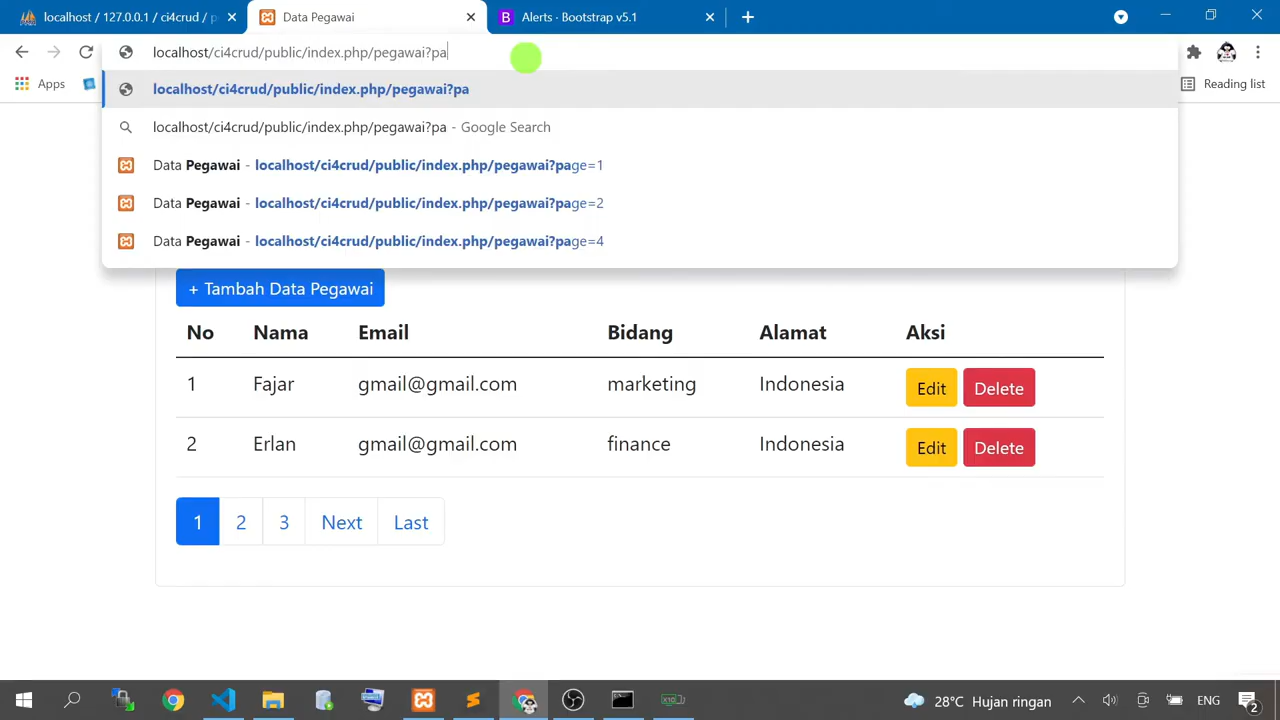 localhost / 127.0.0.1 / ci4crud / p
Data Pegawai
Alerts · Bootstrap v5.1
localhost/ci4crud/public/index.php/pegawai?pa
Apps
Reading list
localhost/ci4crud/public/index.php/pegawai?pa
localhost/ci4crud/public/index.php/pegawai?pa - Google Search
Data Pegawai - localhost/ci4crud/public/index.php/pegawai?page=1
Data Pegawai - localhost/ci4crud/public/index.php/pegawai?page=2
Data Pegawai - localhost/ci4crud/public/index.php/pegawai?page=4
+ Tambah Data Pegawai
No Nama Email Bidang Alamat Aksi
1 Fajar gmail@gmail.com marketing Indonesia Edit Delete
2 Erlan gmail@gmail.com finance Indonesia Edit Delete
1 2 3 Next Last
28°C Hujan ringan ENG 2